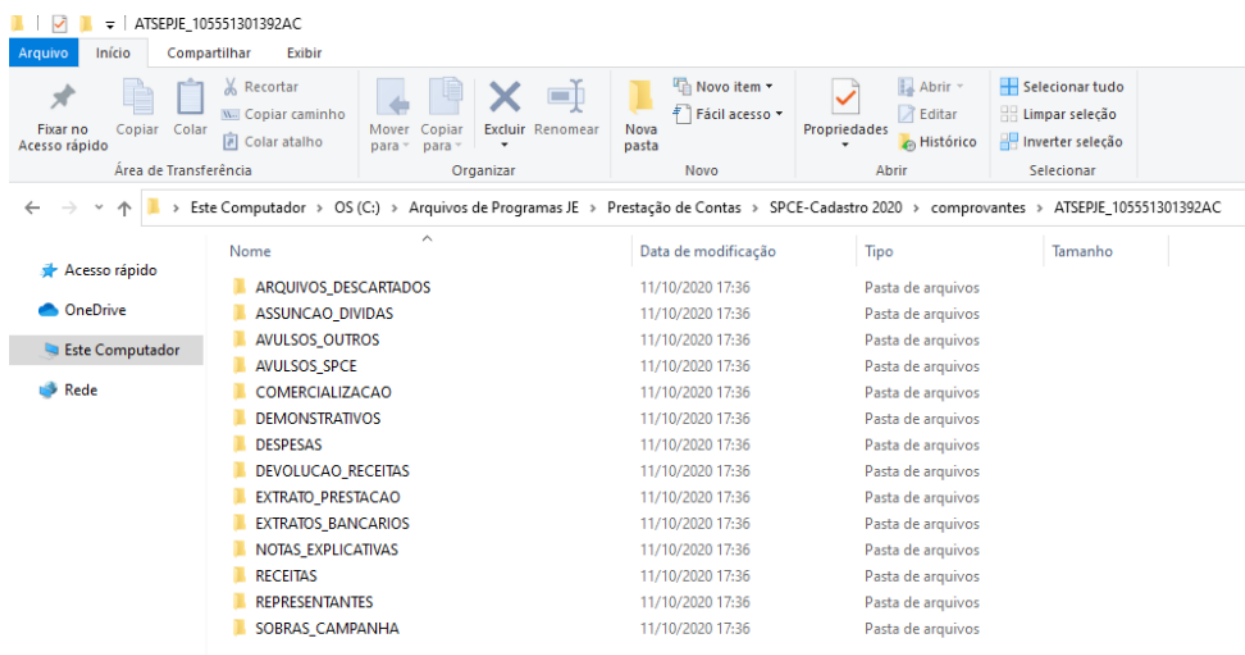 ATSEPJE_105551301392AC
Arquivo Início Compartilhar Exibir
Fixar no Acesso rápido
Copiar
Colar
Recortar
Copiar caminho
Colar atalho
Área de Transferência
Mover para
Copiar para
Excluir
Renomear
Organizar
Nova pasta
Novo item
Fácil acesso
Novo
Propriedades
Abrir
Editar
Histórico
Abrir
Selecionar tudo
Limpar seleção
Inverter seleção
Selecionar
Este Computador > OS (C:) > Arquivos de Programas JE > Prestação de Contas > SPCE-Cadastro 2020 > comprovantes > ATSEPJE_105551301392AC
Acesso rápido
OneDrive
Este Computador
Rede
Nome Data de modificação Tipo Tamanho
ARQUIVOS_DESCARTADOS 11/10/2020 17:36 Pasta de arquivos
ASSUNCAO_DIVIDAS 11/10/2020 17:36 Pasta de arquivos
AVULSOS_OUTROS 11/10/2020 17:36 Pasta de arquivos
AVULSOS_SPCE 11/10/2020 17:36 Pasta de arquivos
COMERCIALIZACAO 11/10/2020 17:36 Pasta de arquivos
DEMONSTRATIVOS 11/10/2020 17:36 Pasta de arquivos
DESPESAS 11/10/2020 17:36 Pasta de arquivos
DEVOLUCAO_RECEITAS 11/10/2020 17:36 Pasta de arquivos
EXTRATO_PRESTACAO 11/10/2020 17:36 Pasta de arquivos
EXTRATOS_BANCARIOS 11/10/2020 17:36 Pasta de arquivos
NOTAS_EXPLICATIVAS 11/10/2020 17:36 Pasta de arquivos
RECEITAS 11/10/2020 17:36 Pasta de arquivos
REPRESENTANTES 11/10/2020 17:36 Pasta de arquivos
SOBRAS_CAMPANHA 11/10/2020 17:36 Pasta de arquivos